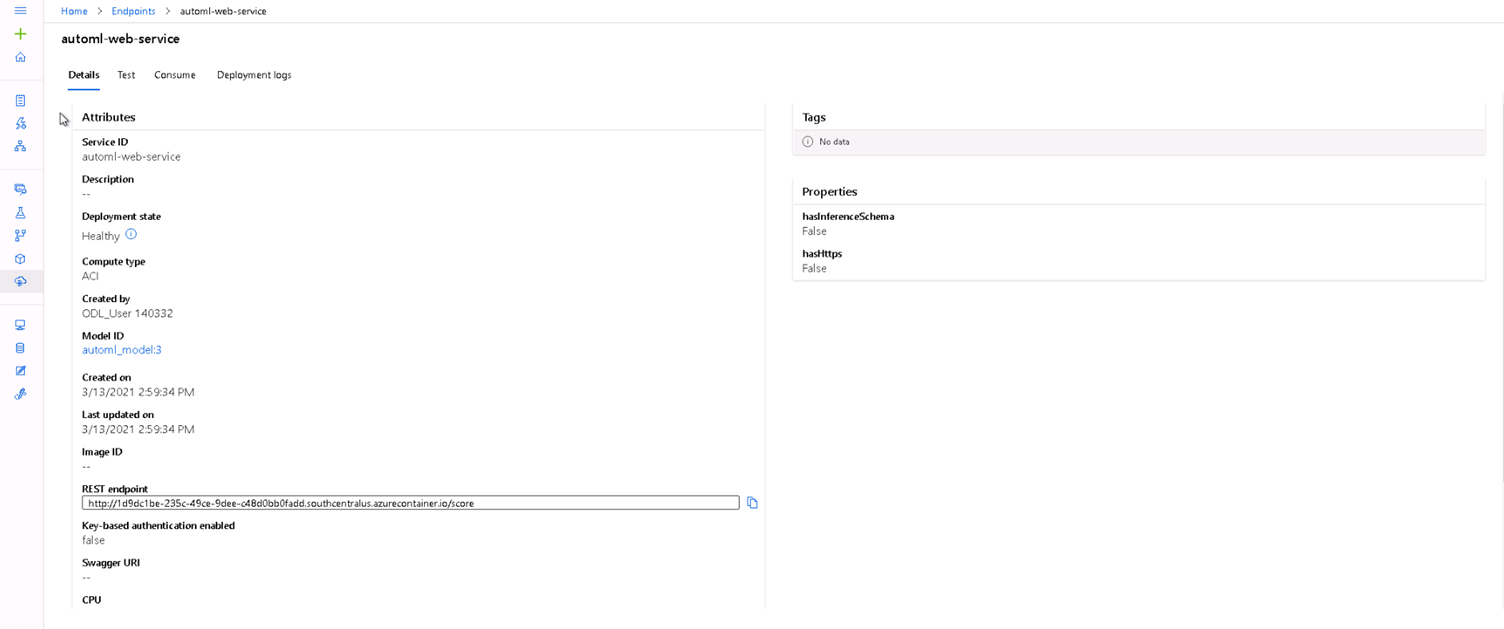 Home > Endpoints > automl-web-service
automl-web-service
Details Test Consume Deployment logs
Attributes
Service ID
automl-web-service
Description
--
Deployment state
Healthy
Compute type
ACI
Created by
ODL_User 140332
Model ID
automl_model:3
Created on
3/13/2021 2:59:34 PM
Last updated on
3/13/2021 2:59:34 PM
Image ID
--
REST endpoint
http://1d9dc1be-235c-49ce-9dee-c48d0bb0fadd.southcentralus.azurecontainer.io/score
Key-based authentication enabled
false
Swagger URI
--
CPU
Tags
No data
Properties
hasInferenceSchema
False
hasHttps
False